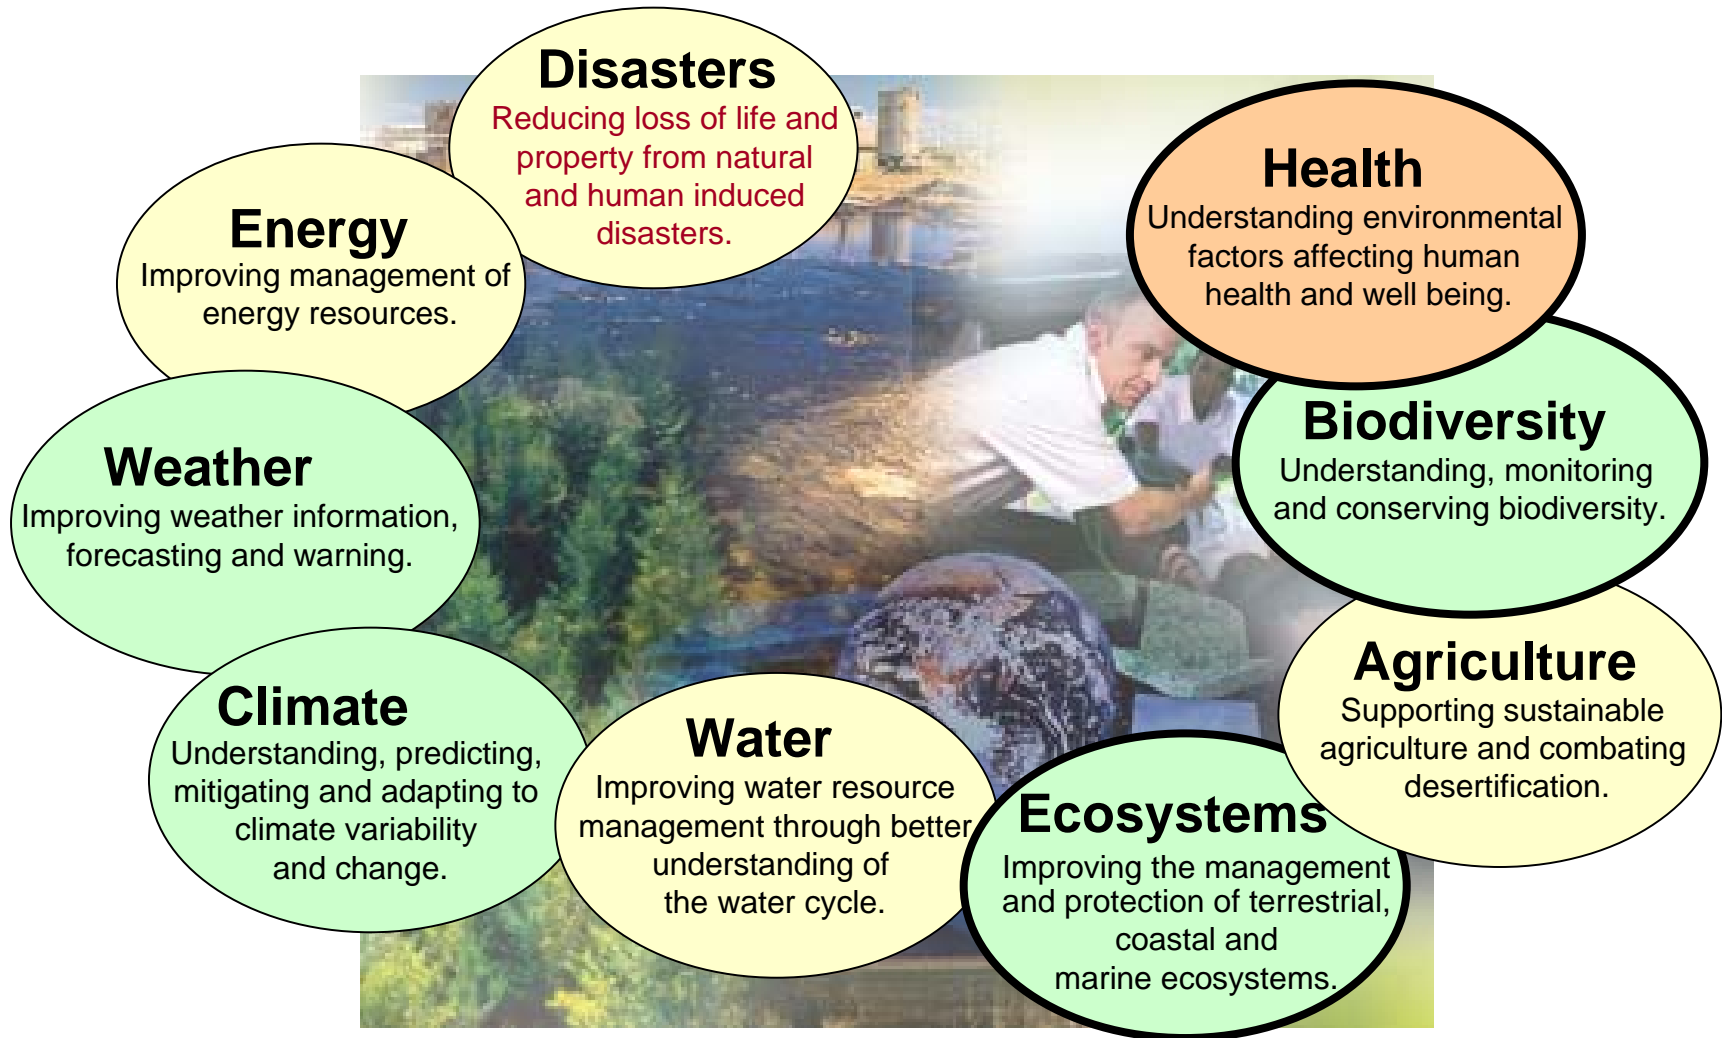 Disasters
Reducing loss of life and
property from natural
and human induced
disasters.
Energy
Improving management of
energy resources.
Weather
Improving weather information,
forecasting and warning.
Climate
Understanding, predicting,
mitigating and adapting to
climate variability
and change.
Water
Improving water resource
management through better
understanding of
the water cycle.
Ecosystems
Improving the management
and protection of terrestrial,
coastal and
marine ecosystems.
Agriculture
Supporting sustainable
agriculture and combating
desertification.
Biodiversity
Understanding, monitoring
and conserving biodiversity.
Health
Understanding environmental
factors affecting human
health and well being.